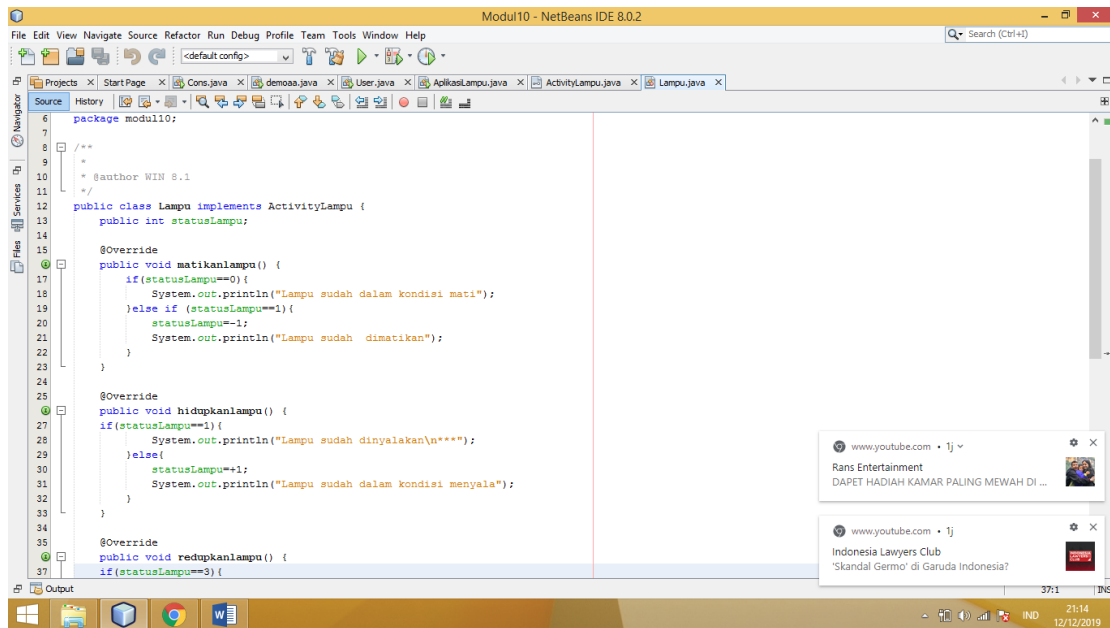 Modul10 - NetBeans IDE 8.0.2
File Edit View Navigate Source Refactor Run Debug Profile Team Tools Window Help
Search (Ctrl+I)
<default config>
Projects Start Page Cons.java demoaa.java User.java AplikasiLampu.java ActivityLampu.java Lampu.java
Source History
Navigator
Services
Files
6 package modul10;
7
8 /**
9 *
10 * @author WIN 8.1
11 */
12 public class Lampu implements ActivityLampu {
13 public int statusLampu;
14
15 @Override
public void matikanlampu() {
17 if(statusLampu==0){
18 System.out.println("Lampu sudah dalam kondisi mati");
19 }else if (statusLampu==1){
20 statusLampu=-1;
21 System.out.println("Lampu sudah  dimatikan");
22 }
23 }
24
25 @Override
public void hidupkanlampu() {
27 if(statusLampu==1){
28 System.out.println("Lampu sudah dinyalakan\n***");
29 }else{
30 statusLampu=+1;
31 System.out.println("Lampu sudah dalam kondisi menyala");
32 }
33 }
34
35 @Override
public void redupkanlampu() {
37 if(statusLampu==3){
www.youtube.com • 1j
Rans Entertainment
DAPET HADIAH KAMAR PALING MEWAH DI ...
www.youtube.com • 1j
Indonesia Lawyers Club
'Skandal Germo' di Garuda Indonesia?
Output
37:1 INS
IND
21:14
12/12/2019